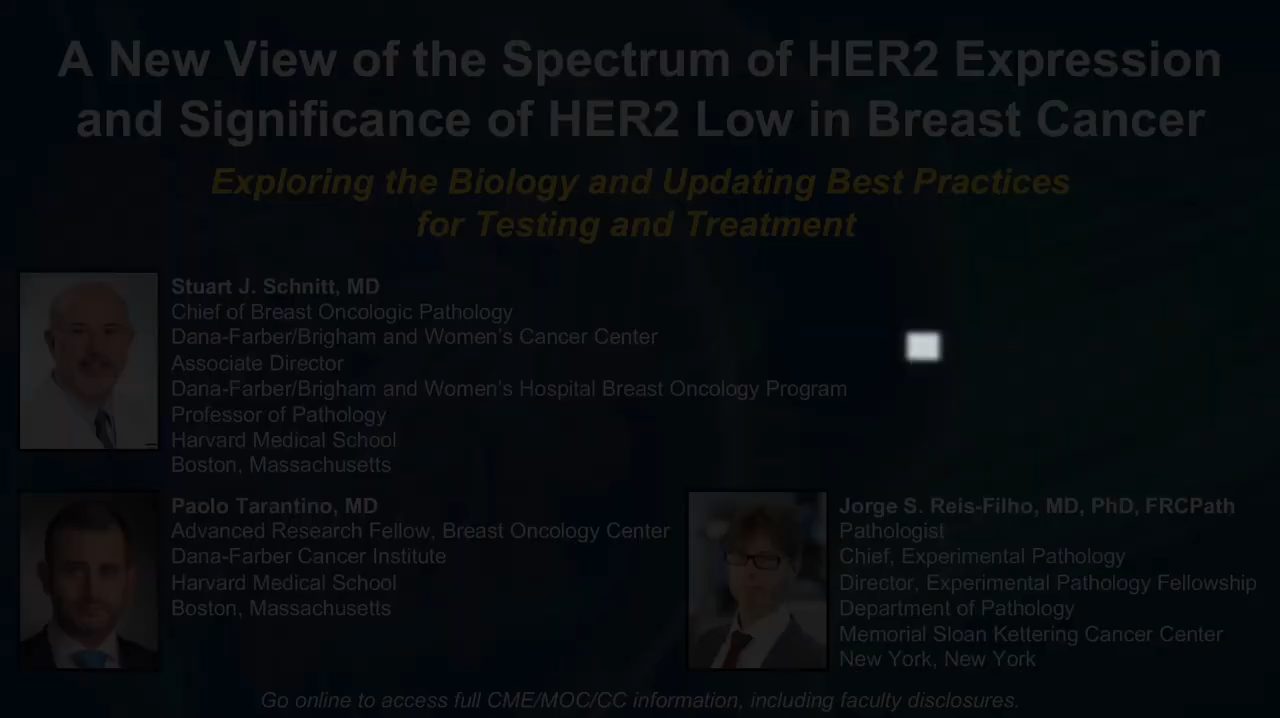 A New View of the Spectrum of HER2 Expression
and Significance of HER2 Low in Breast Cancer
Exploring the Biology and Updating Best Practices
for Testing and Treatment
Stuart J. Schnitt, MD
Chief of Breast Oncologic Pathology
Dana-Farber/Brigham and Women's Cancer Center
Associate Director
Dana-Farber/Brigham and Women's Hospital Breast Oncology Program
Professor of Pathology
Harvard Medical School
Boston, Massachusetts
Paolo Tarantino, MD
Advanced Research Fellow, Breast Oncology Center
Dana-Farber Cancer Institute
Harvard Medical School
Boston, Massachusetts
Jorge S. Reis-Filho, MD, PhD, FRCPath
Pathologist
Chief, Experimental Pathology
Director, Experimental Pathology Fellowship
Department of Pathology
Memorial Sloan Kettering Cancer Center
New York, New York
Go online to access full CME/MOC/CC information, including faculty disclosures.